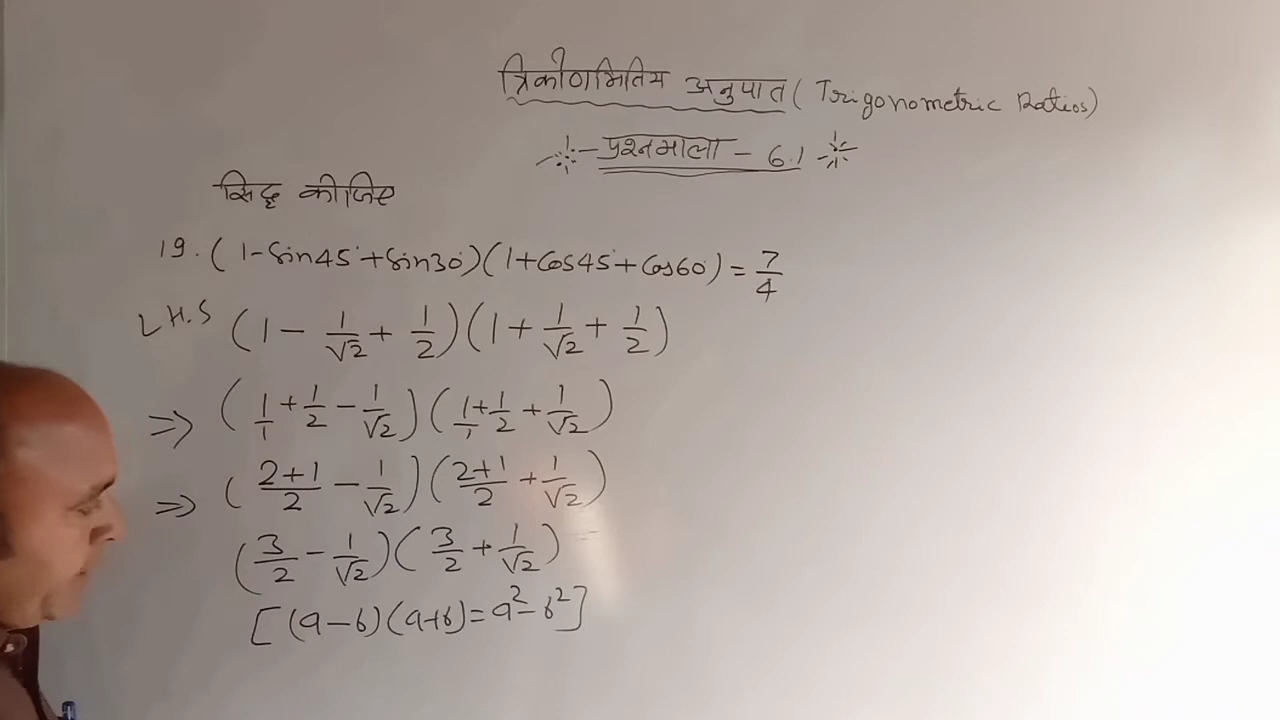 त्रिकोणमितिय अनुपात ( Trigonometric Ratios)
प्रश्नमाला - 6.1
सिद्ध कीजिए
19. (1-Sin45°+Sin30°)(1+Cos45°+Cos60°) = 7/4
L.H.S (1 - 1/√2 + 1/2)(1 + 1/√2 + 1/2)
⇒ (1/1 + 1/2 - 1/√2)(1/1 + 1/2 + 1/√2)
⇒ ((2+1)/2 - 1/√2)((2+1)/2 + 1/√2)
(3/2 - 1/√2)(3/2 + 1/√2)
[(a-b)(a+b)=a²-b²]